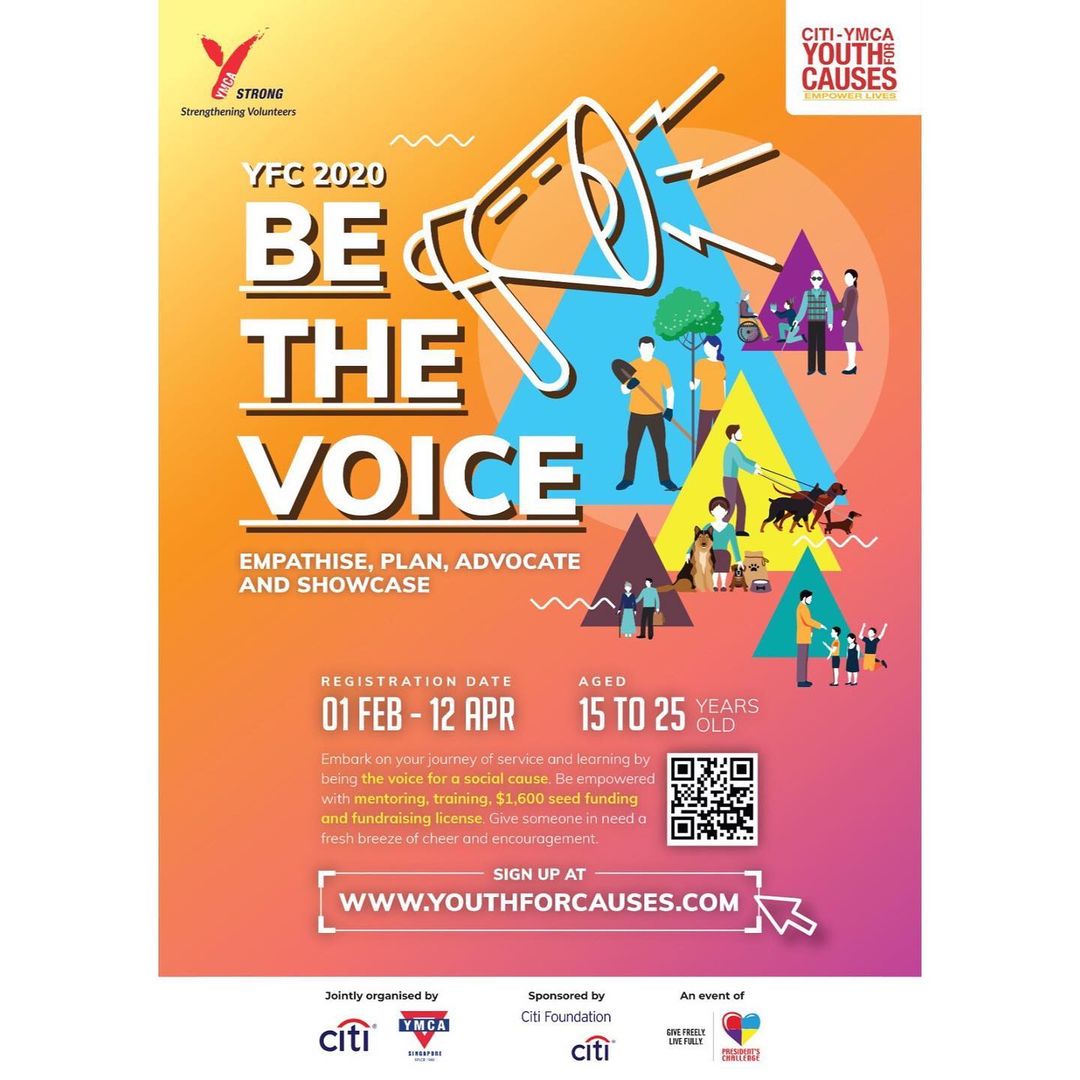 YMCA
STRONG
Strengthening Volunteers
CITI-YMCA
YOUTH
FOR
CAUSES
EMPOWER LIVES
YFC 2020
BE
THE
VOICE
EMPATHISE, PLAN, ADVOCATE
AND SHOWCASE
REGISTRATION DATE
01 FEB - 12 APR
AGED
15 TO 25 YEARS
OLD
Embark on your journey of service and learning by
being the voice for a social cause. Be empowered
with mentoring, training, $1,600 seed funding
and fundraising license. Give someone in need a
fresh breeze of cheer and encouragement.
SIGN UP AT
WWW.YOUTHFORCAUSES.COM
Jointly organised by
citi
YMCA
SINGAPORE
Sponsored by
Citi Foundation
citi
An event of
GIVE FREELY.
LIVE FULLY.
PRESIDENT'S
CHALLENGE